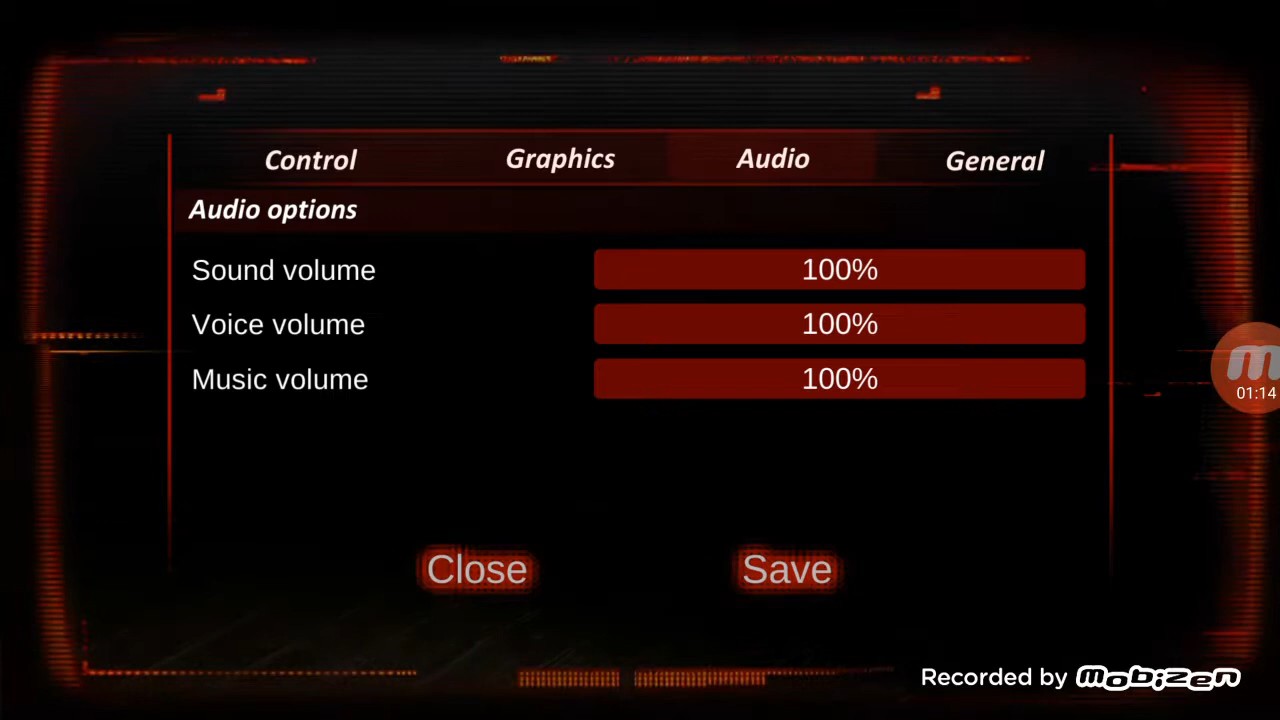 Control Graphics Audio General
Audio options
Sound volume 100%
Voice volume 100%
Music volume 100%
01:14
Close Save
Recorded by mobizen